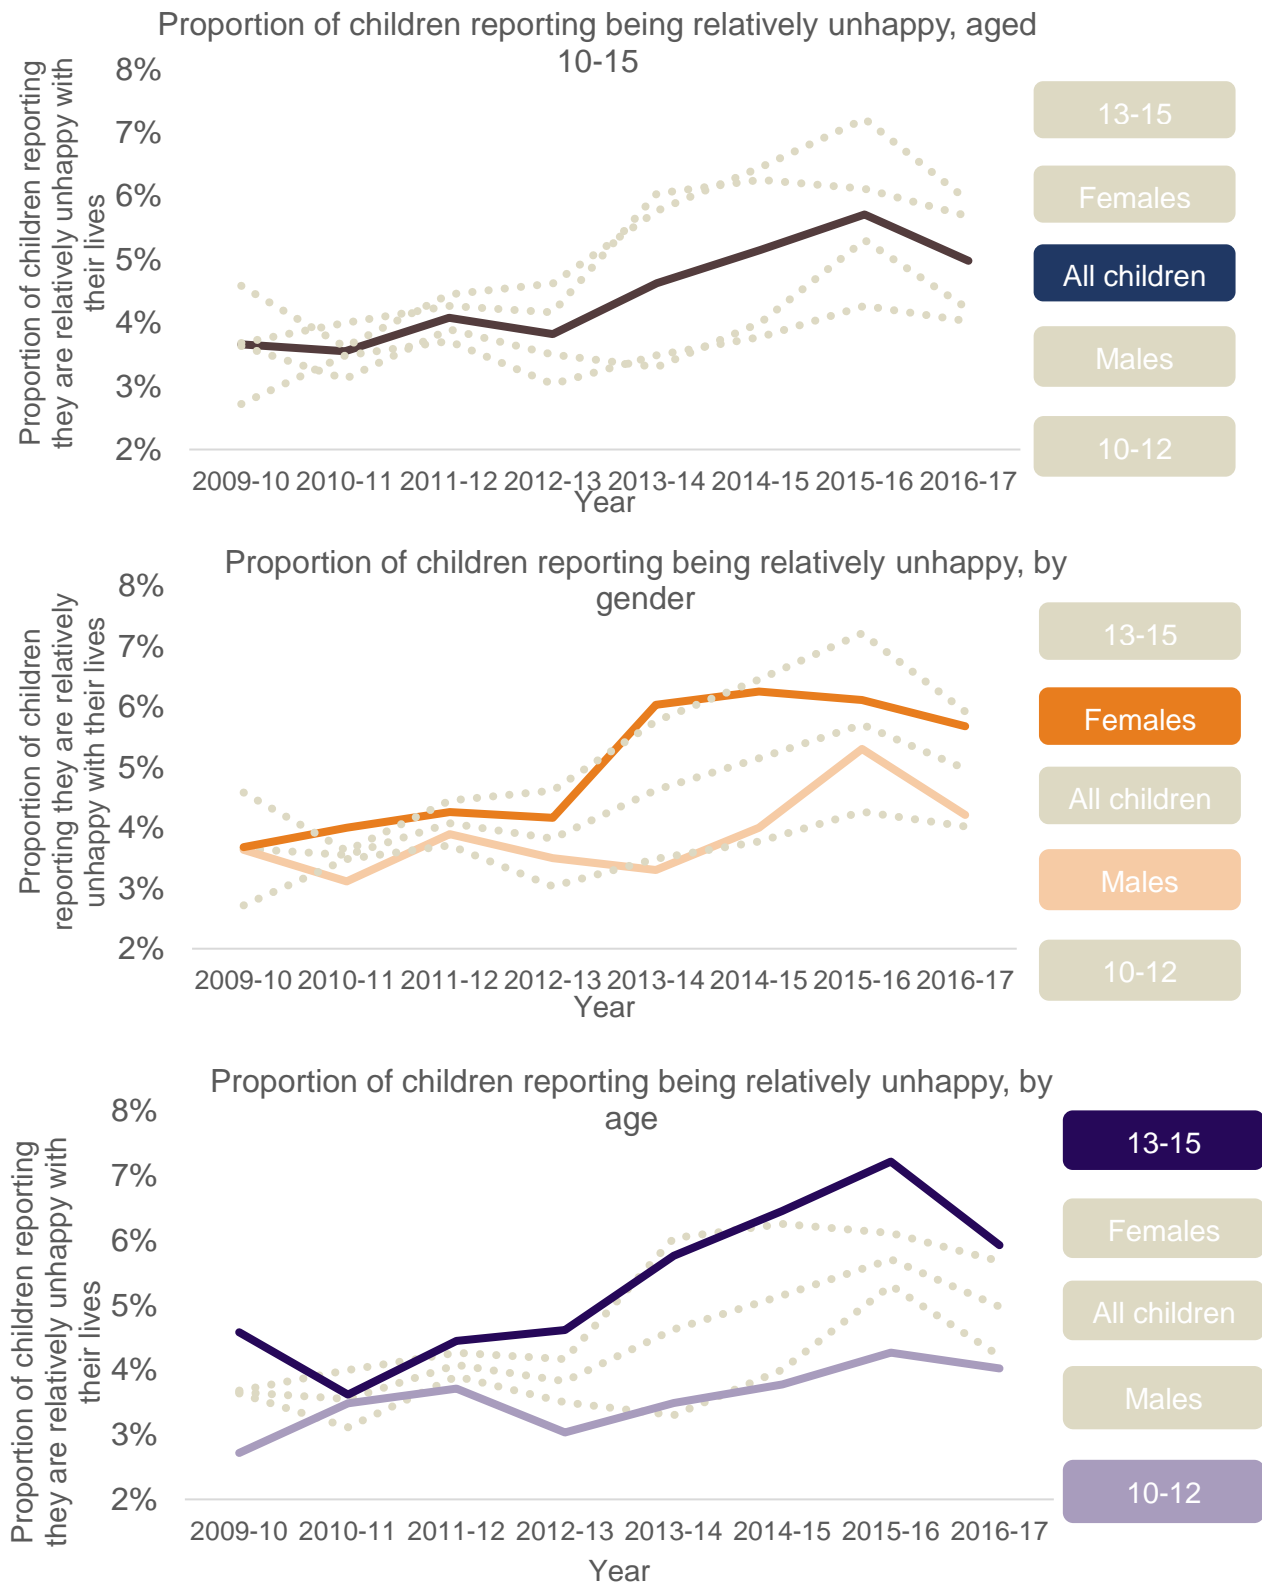 Proportion of children reporting being relatively unhappy, aged
10-15
Proportion of children reporting
they are relatively unhappy with
their lives
8%
7%
6%
5%
4%
3%
2%
2009-10 2010-11 2011-12 2012-13 2013-14 2014-15 2015-16 2016-17
Year
13-15
Females
All children
Males
10-12
Proportion of children reporting being relatively unhappy, by
gender
Proportion of children
reporting they are relatively
unhappy with their lives
8%
7%
6%
5%
4%
3%
2%
2009-10 2010-11 2011-12 2012-13 2013-14 2014-15 2015-16 2016-17
Year
13-15
Females
All children
Males
10-12
Proportion of children reporting being relatively unhappy, by
age
Proportion of children reporting
they are relatively unhappy with
their lives
8%
7%
6%
5%
4%
3%
2%
2009-10 2010-11 2011-12 2012-13 2013-14 2014-15 2015-16 2016-17
Year
13-15
Females
All children
Males
10-12